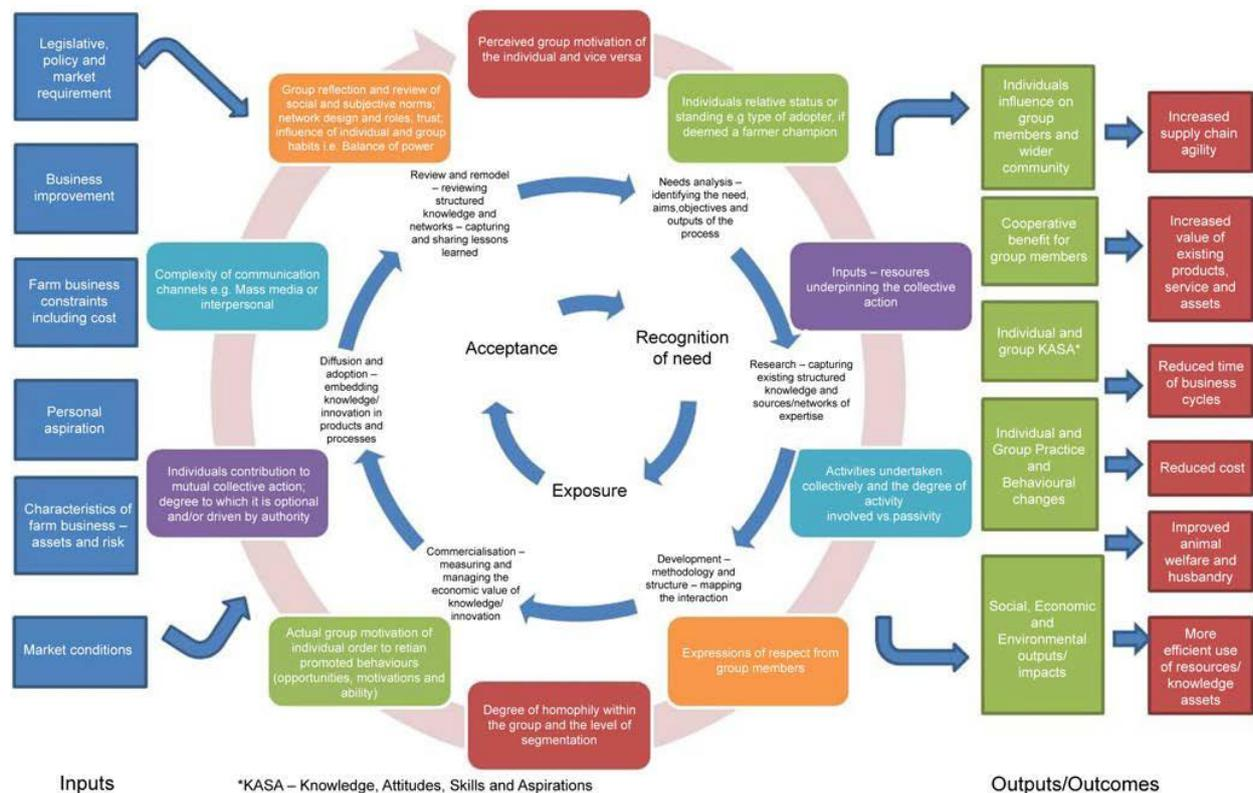 Legislative,
policy and
market
requirement
Business
improvement
Farm business
constraints
including cost
Personal
aspiration
Characteristics of
farm business –
assets and risk
Market conditions
Inputs
Perceived group motivation of
the individual and vice versa
Individuals relative status or
standing e.g type of adopter, if
deemed a farmer champion
Inputs – resoures
underpinning the collective
action
Activities undertaken
collectively and the degree of
activity
involved vs.passivity
Expressions of respect from
group members
Degree of homophily within
the group and the level of
segmentation
Actual group motivation of
individual order to retian
promoted behaviours
(opportunities, motivations and
ability)
Individuals contribution to
mutual collective action;
degree to which it is optional
and/or driven by authority
Complexity of communication
channels e.g. Mass media or
interpersonal
Group reflection and review of
social and subjective norms;
network design and roles; trust;
influence of individual and group
habits i.e. Balance of power
Review and remodel
– reviewing
structured
knowledge and
networks – capturing
and sharing lessons
learned
Needs analysis –
identifying the need,
aims,objectives and
outputs of the
process
Research – capturing
existing structured
knowledge and
sources/networks of
expertise
Development –
methodology and
structure – mapping
the interaction
Commercialisation –
measuring and
managing the
economic value of
knowledge/
innovation
Diffusion and
adoption –
embedding
knowledge/
innovation in
products and
processes
Acceptance
Recognition
of need
Exposure
*KASA – Knowledge, Attitudes, Skills and Aspirations
Individuals
influence on
group
members and
wider
community
Cooperative
benefit for
group members
Individual and
group KASA*
Individual and
Group Practice
and
Behavioural
changes
Social, Economic
and
Environmental
outputs/
impacts
Increased
supply chain
agility
Increased
value of
existing
products,
service and
assets
Reduced time of
business
cycles
Reduced cost
Improved
animal
welfare and
husbandry
More
efficient use
of resources/
knowledge
assets
Outputs/Outcomes